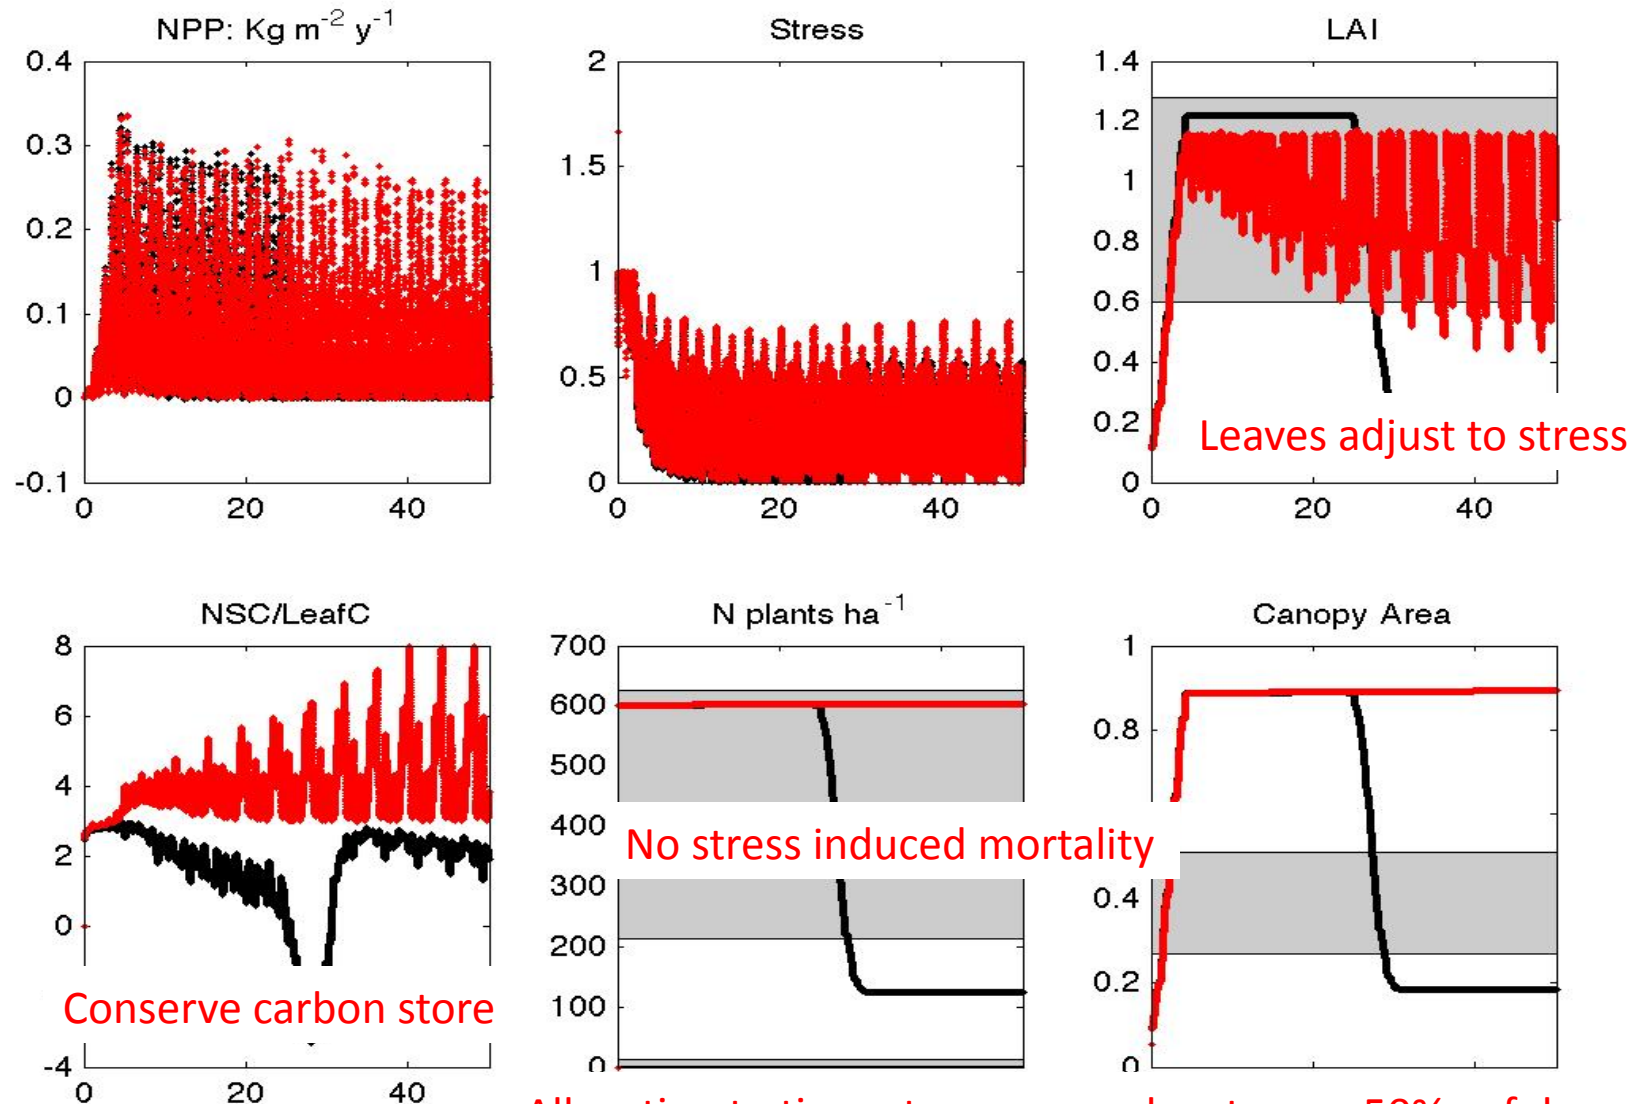 NPP: Kg m-2 y-1
0.4
0.3
0.2
0.1
0
-0.1
0 20 40
Stress
2
1.5
1
0.5
0
0 20 40
LAI
1.4
1.2
1
0.8
0.6
0.4
0.2
0
0 20 40
Leaves adjust to stress
NSC/LeafC
8
6
4
2
0
-4
0 20 40
Conserve carbon store
N plants ha-1
700
600
500
400
300
200
100
0
No stress induced mortality
Canopy Area
1
0.8
0.4
0.2
0